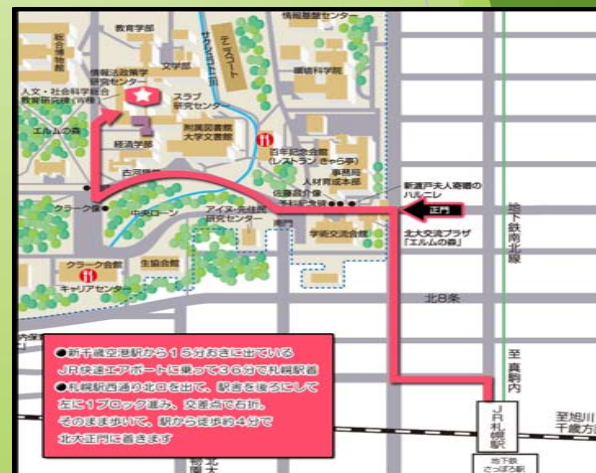 教育学部
情報基盤センター
総合博物館
文学部
サクシュコトニ川
テニスコート
環境科学院
情報法政策学
研究センター
人文・社会科学総合
教育研究棟(W棟)
スラブ
研究センター
エルムの森
附属図書館
大学文書館
経済学部
百年記念会館
(レストラン きゃら亭)
事務局
人材育成本部
古河講堂
佐藤昌介像
新渡戸夫人寄贈の
ハルニレ
予科記念碑
正門
クラーク像
中央ローン
アイヌ・先住民
研究センター
南門
学術交流会館
北大交流プラザ
「エルムの森」
地下鉄南北線
クラーク会館
生協会館
キャリアセンター
北8条
至 真駒内
●新千歳空港駅から15分おきに出ている
JR快速エアポートに乗って36分で札幌駅着
●札幌駅西通り北口を出て、駅舎を後ろにして
左に1ブロック進み、交差点で右折。
そのまま歩いて、駅から徒歩約4分で
北大正門に着きます
JR札幌駅
至旭川
千歳方
地下鉄
さっぽろ駅